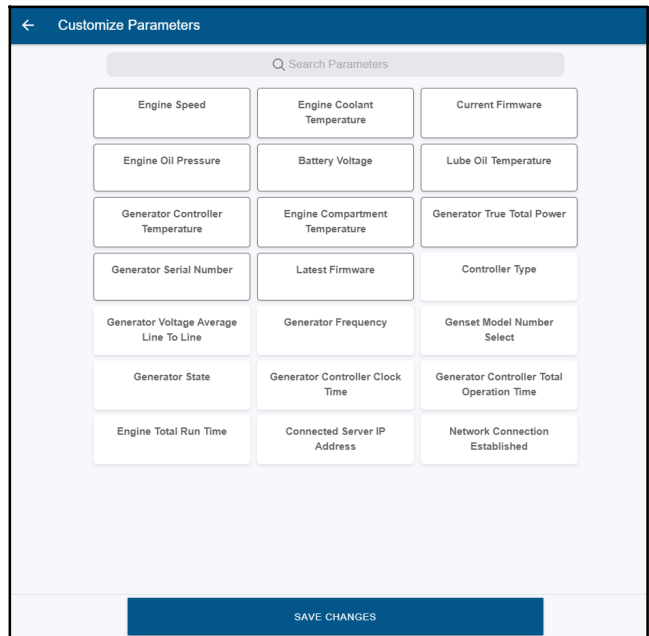 Customize Parameters
Search Parameters
Engine Speed
Engine Coolant
Temperature
Current Firmware
Engine Oil Pressure
Battery Voltage
Lube Oil Temperature
Generator Controller
Temperature
Engine Compartment
Temperature
Generator True Total Power
Generator Serial Number
Latest Firmware
Controller Type
Generator Voltage Average
Line To Line
Generator Frequency
Genset Model Number
Select
Generator State
Generator Controller Clock
Time
Generator Controller Total
Operation Time
Engine Total Run Time
Connected Server IP
Address
Network Connection
Established
SAVE CHANGES